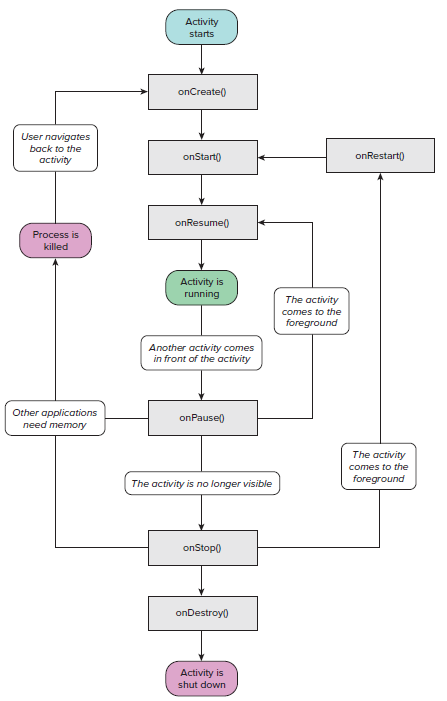 Activity
starts
onCreate()
User navigates
back to the
activity
onStart()
onRestart()
onResume()
Process is
killed
Activity is
running
The activity
comes to the
foreground
Another activity comes
in front of the activity
Other applications
need memory
onPause()
The activity
comes to the
foreground
The activity is no longer visible
onStop()
onDestroy()
Activity is
shut down